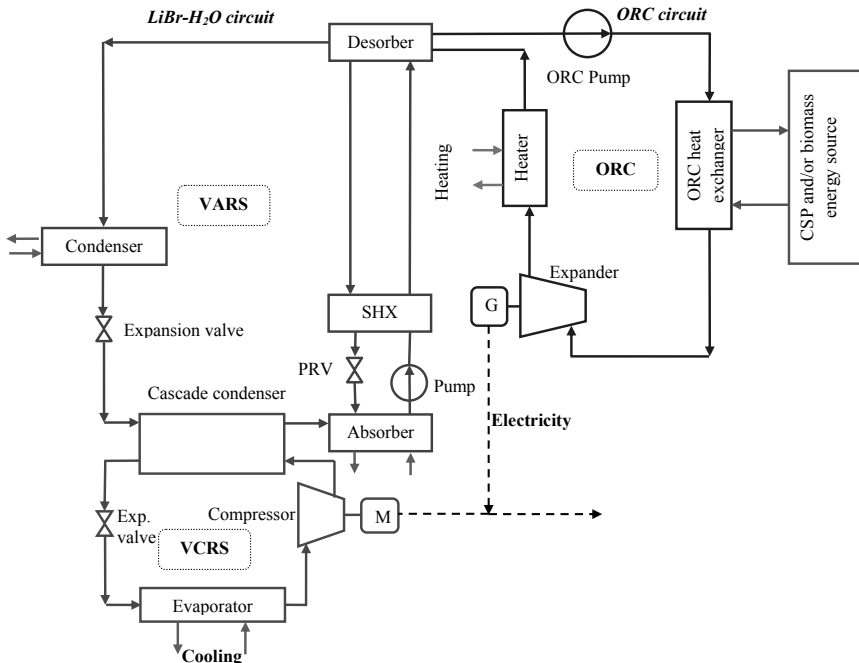 LiBr-H₂O circuit
ORC circuit
Desorber
ORC Pump
CSP and/or biomass
energy source
ORC heat
exchanger
Heater
Heating
ORC
VARS
Condenser
Expander
G
SHX
Expansion valve
PRV
Pump
Cascade condenser
Absorber
Electricity
Compressor
M
Exp.
valve
VCRS
Evaporator
Cooling